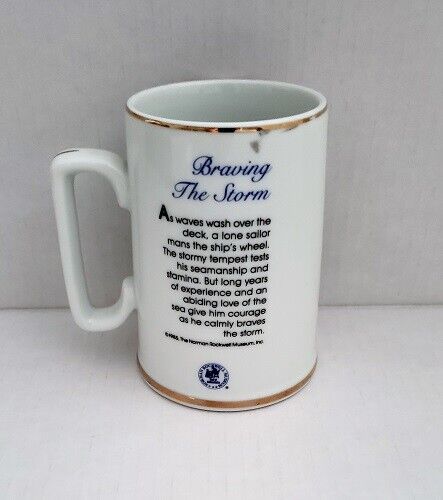 Braving
The Storm
As waves wash over the
deck, a lone sailor
mans the ship's wheel.
The stormy tempest tests
his seamanship and
stamina. But long years
of experience and an
abiding love of the
sea give him courage
as he calmly braves
the storm.
©1985, The Norman Rockwell Museum, Inc.